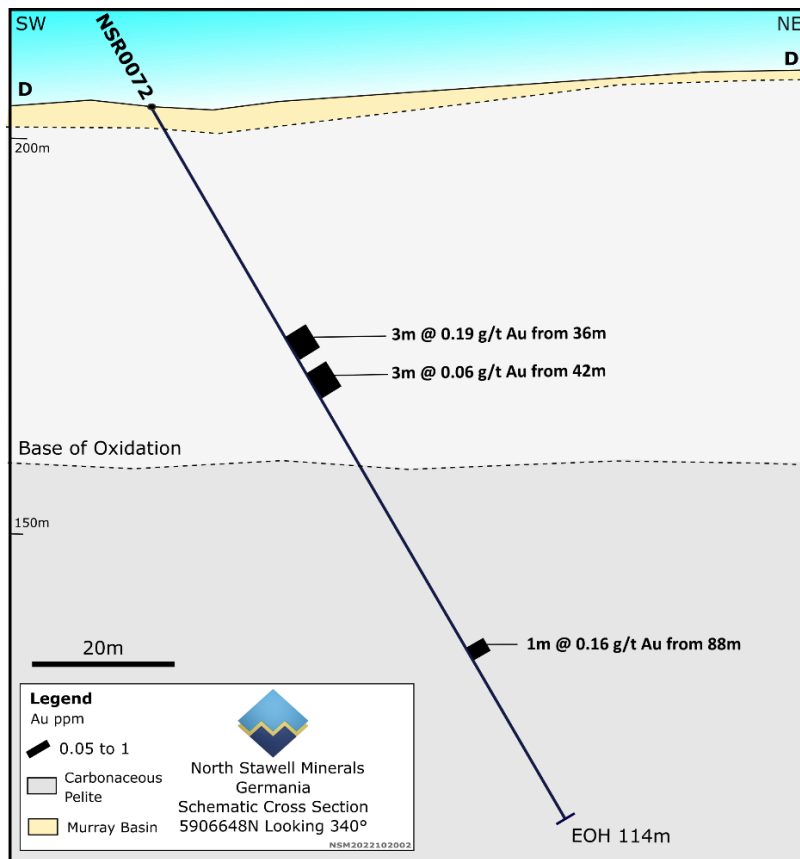 SW
NE
NSR0072
D
D
200m
3m @ 0.19 g/t Au from 36m
3m @ 0.06 g/t Au from 42m
Base of Oxidation
150m
1m @ 0.16 g/t Au from 88m
20m
Legend
Au ppm
0.05 to 1
Carbonaceous
Pelite
Murray Basin
North Stawell Minerals
Germania
Schematic Cross Section
5906648N Looking 340°
NSM2022102002
EOH 114m